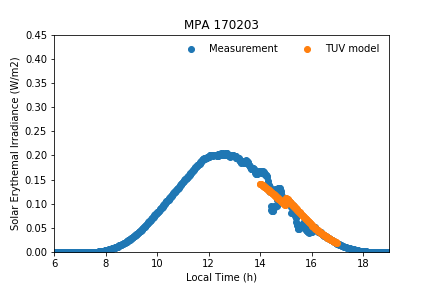 MPA 170203
Measurement
TUV model
Solar Erythemal Irradiance (W/m2)
0.45
0.40
0.35
0.30
0.25
0.20
0.15
0.10
0.05
0.00
6 8 10 12 14 16 18
Local Time (h)